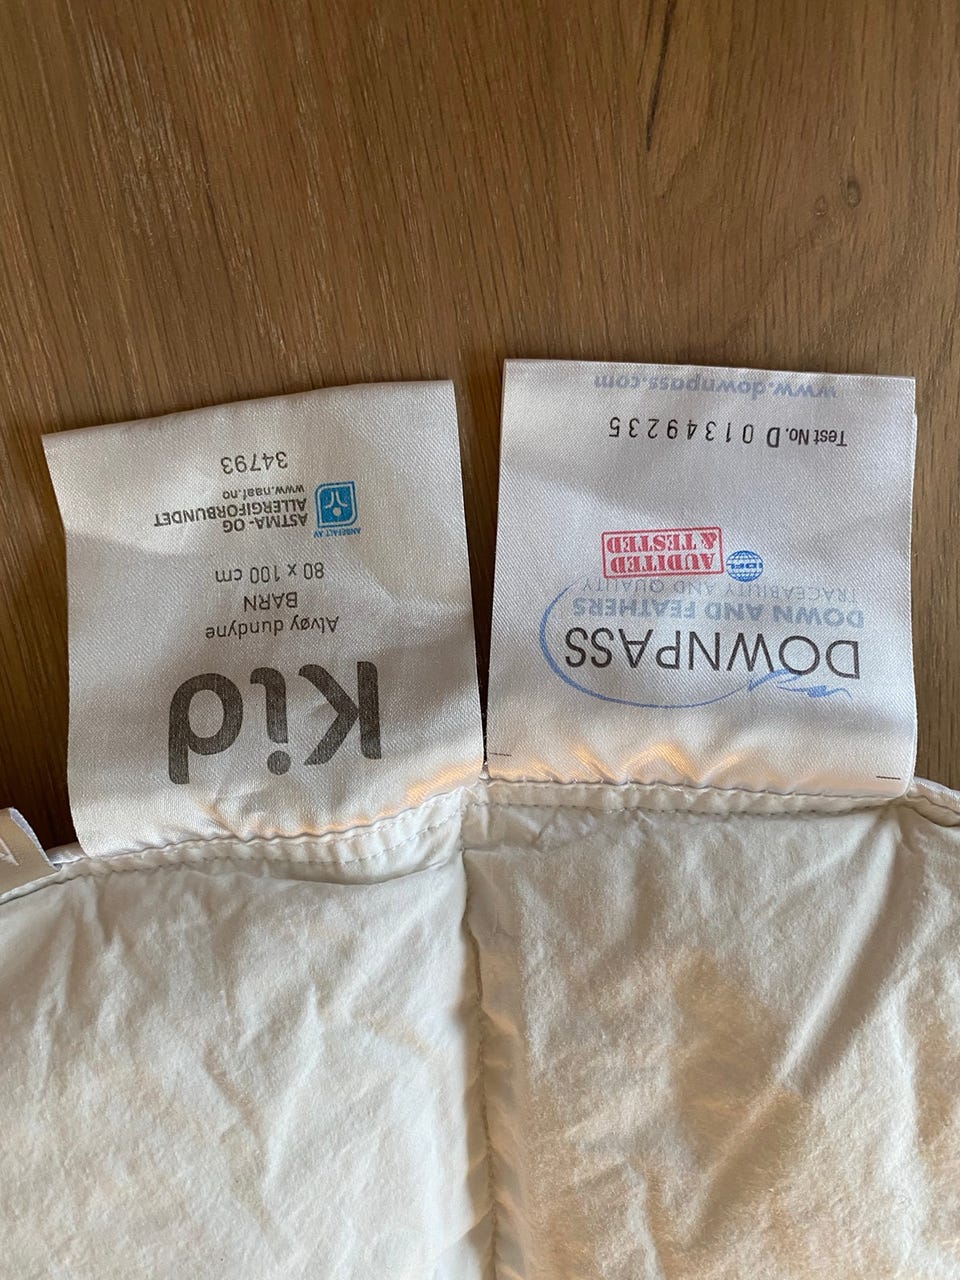 Kid
Alvøy dundyne
BARN
80 x 100 cm
ANBEFALT AV
ASTMA- OG
ALLERGIFORBUNDET
www.naaf.no
34793
DOWNPASS
DOWN AND FEATHERS
TRACEABILITY AND QUALITY
AUDITED
& TESTED
Test No. D 01349235
www.downpass.com